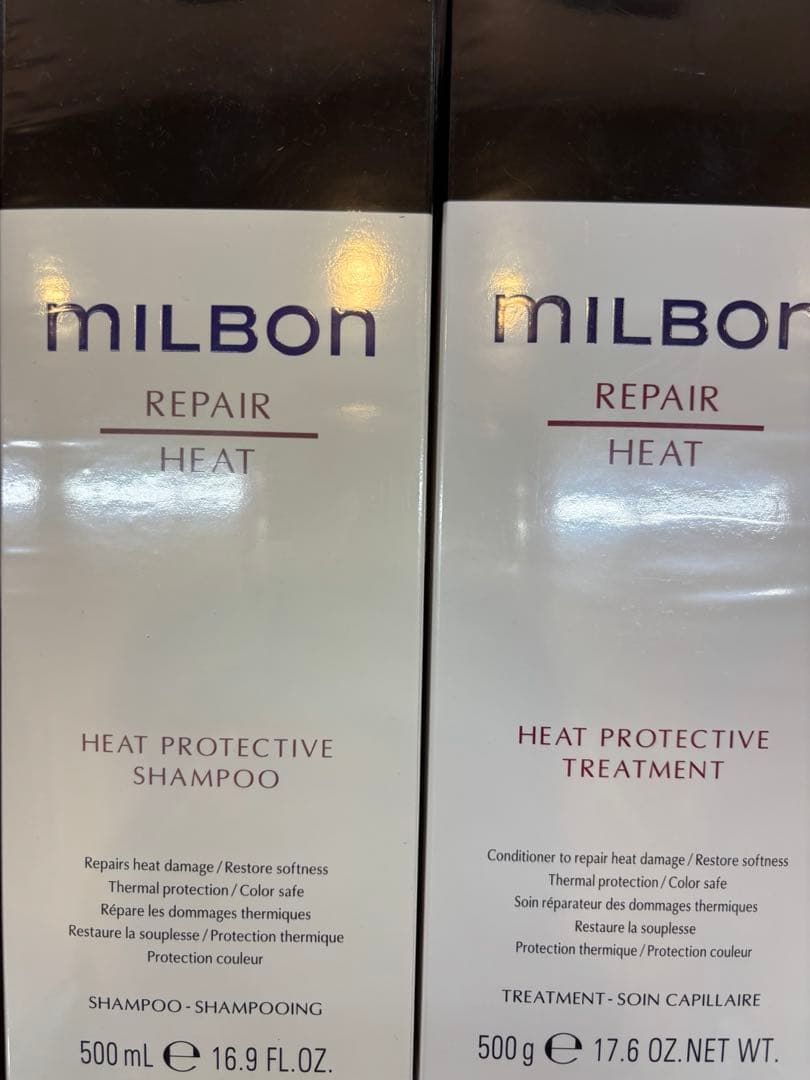 milbon
REPAIR
HEAT
HEAT PROTECTIVE
SHAMPOO
Repairs heat damage / Restore softness
Thermal protection / Color safe
Répare les dommages thermiques
Restaure la souplesse / Protection thermique
Protection couleur
SHAMPOO - SHAMPOOING
500 mL ℮ 16.9 FL.OZ.
milbon
REPAIR
HEAT
HEAT PROTECTIVE
TREATMENT
Conditioner to repair heat damage / Restore softness
Thermal protection / Color safe
Soin réparateur des dommages thermiques
Restaure la souplesse
Protection thermique / Protection couleur
TREATMENT - SOIN CAPILLAIRE
500 g ℮ 17.6 OZ.NET WT.